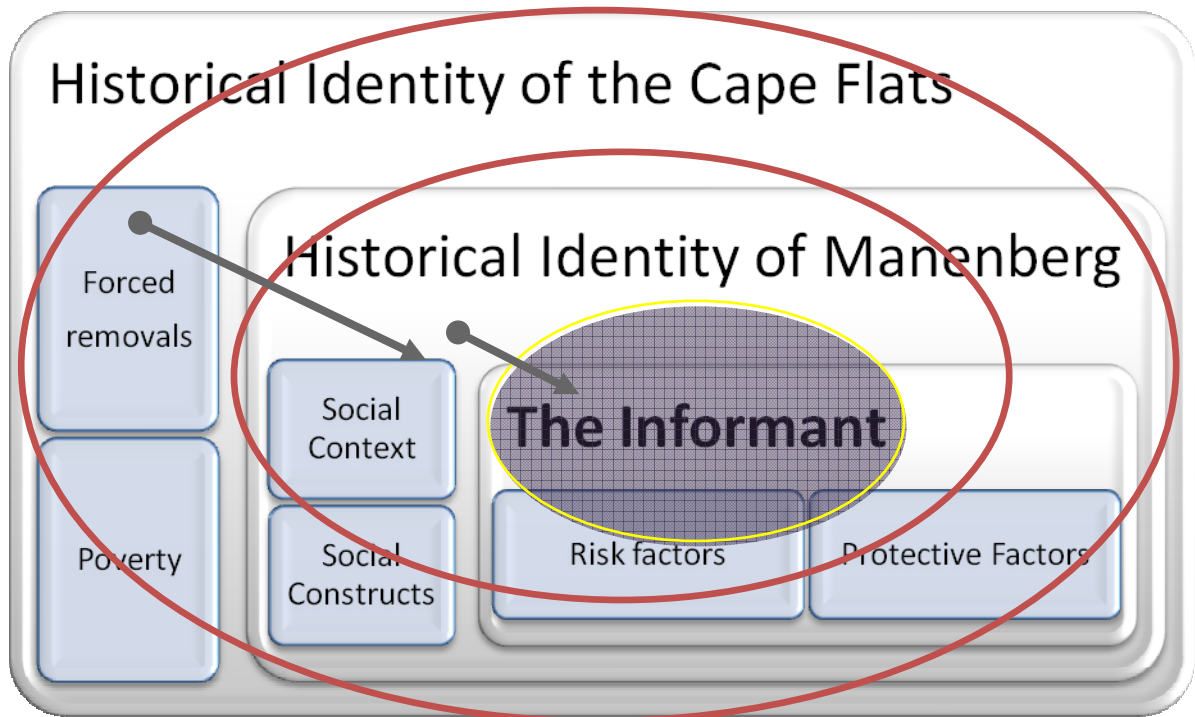 Historical Identity of the Cape Flats
Forced
removals
Poverty
Historical Identity of Manenberg
Social
Context
Social
Constructs
The Informant
Risk factors
Protective Factors